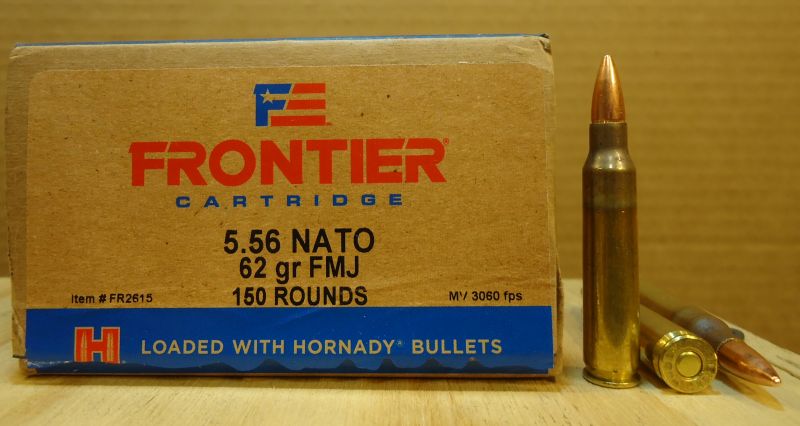 FRONTIER®
CARTRIDGE
5.56 NATO
62 gr FMJ
Item # FR2615 150 ROUNDS MV 3060 fps
H LOADED WITH HORNADY® BULLETS